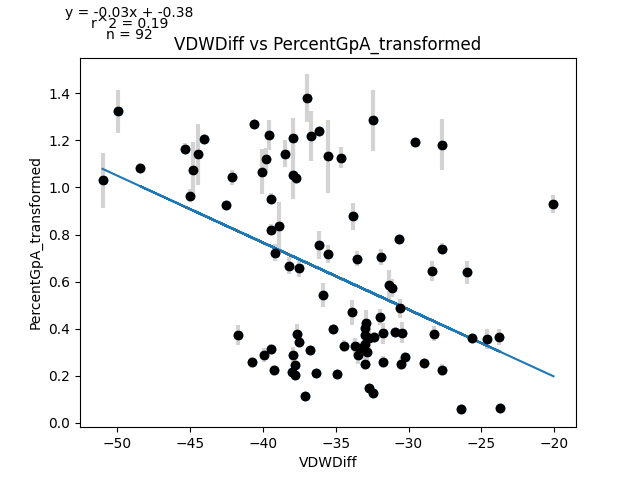 y = -0.03x + -0.38
r^2 = 0.19
n = 92
VDWDiff vs PercentGpA_transformed
1.4
1.2
1.0
0.8
0.6
0.4
0.2
0.0
PercentGpA_transformed
−50
−45
−40
−35
−30
−25
−20
VDWDiff